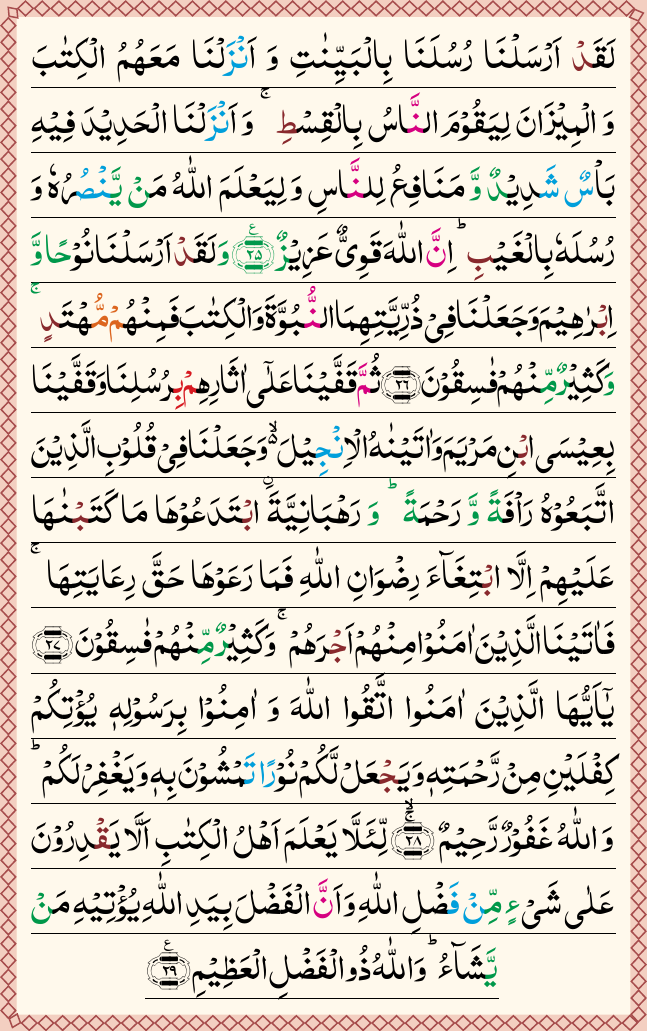 لَقَدۡ اَرۡسَلۡنَا رُسُلَنَا بِالۡبَيِّنٰتِ وَ اَنۡزَلۡنَا مَعَهُمُ الۡكِتٰبَ
وَ الۡمِيۡزَانَ لِيَقُوۡمَ النَّاسُ بِالۡقِسۡطِ‌ ۚ وَ اَنۡزَلۡنَا الۡحَدِيۡدَ فِيۡهِ
بَاۡسٌ شَدِيۡدٌ وَّ مَنَافِعُ لِلنَّاسِ وَ لِيَعۡلَمَ اللّٰهُ مَنۡ يَّنۡصُرُهٗ وَ
رُسُلَهٗ بِالۡغَيۡبِ‌ ؕ اِنَّ اللّٰهَ قَوِىٌّ عَزِيۡزٌ ﴿۲۵﴾ وَلَقَدۡ اَرۡسَلۡنَا نُوۡحًا وَّ
اِبۡرٰهِيۡمَ وَجَعَلۡنَا فِىۡ ذُرِّيَّتِهِمَا النُّبُوَّةَ وَالۡكِتٰبَ‌ فَمِنۡهُمۡ مُّهۡتَدٍ‌ۚ
وَكَثِيۡرٌ مِّنۡهُمۡ فٰسِقُوۡنَ ﴿۲۶﴾ ثُمَّ قَفَّيۡنَا عَلٰٓى اٰثَارِهِمۡ بِرُسُلِنَا وَقَفَّيۡنَا
بِعِيۡسَى ابۡنِ مَرۡيَمَ وَاٰتَيۡنٰهُ الۡاِنۡجِيۡلَ ۙ وَجَعَلۡنَا فِىۡ قُلُوۡبِ الَّذِيۡنَ
اتَّبَعُوۡهُ رَاۡفَةً وَّ رَحۡمَةً  ؕ وَ رَهۡبَانِيَّةَ ۨابۡتَدَعُوۡهَا مَا كَتَبۡنٰهَا
عَلَيۡهِمۡ اِلَّا ابۡتِغَآءَ رِضۡوَانِ اللّٰهِ فَمَا رَعَوۡهَا حَقَّ رِعَايَتِهَا‌ ۚ
فَاٰتَيۡنَا الَّذِيۡنَ اٰمَنُوۡا مِنۡهُمۡ اَجۡرَهُمۡ‌ۚ وَكَثِيۡرٌ مِّنۡهُمۡ فٰسِقُوۡنَ ﴿۲۷﴾
يٰۤاَيُّهَا الَّذِيۡنَ اٰمَنُوا اتَّقُوا اللّٰهَ وَ اٰمِنُوۡا بِرَسُوۡلِهٖ يُؤۡتِكُمۡ
كِفۡلَيۡنِ مِنۡ رَّحۡمَتِهٖ وَيَجۡعَلْ لَّكُمۡ نُوۡرًا تَمۡشُوۡنَ بِهٖ وَيَغۡفِرۡ لَكُمۡ‌ؕ
وَاللّٰهُ غَفُوۡرٌ رَّحِيۡمٌ ۙۚ ﴿۲۸﴾ لِّئَلَّا يَعۡلَمَ اَهۡلُ الۡكِتٰبِ اَلَّا يَقۡدِرُوۡنَ
عَلٰى شَىۡءٍ مِّنۡ فَضۡلِ اللّٰهِ‌ وَاَنَّ الۡفَضۡلَ بِيَدِ اللّٰهِ يُؤۡتِيۡهِ مَنۡ
يَّشَآءُ‌ ؕ وَاللّٰهُ ذُو الۡفَضۡلِ الۡعَظِيۡمِ ﴿۲۹﴾